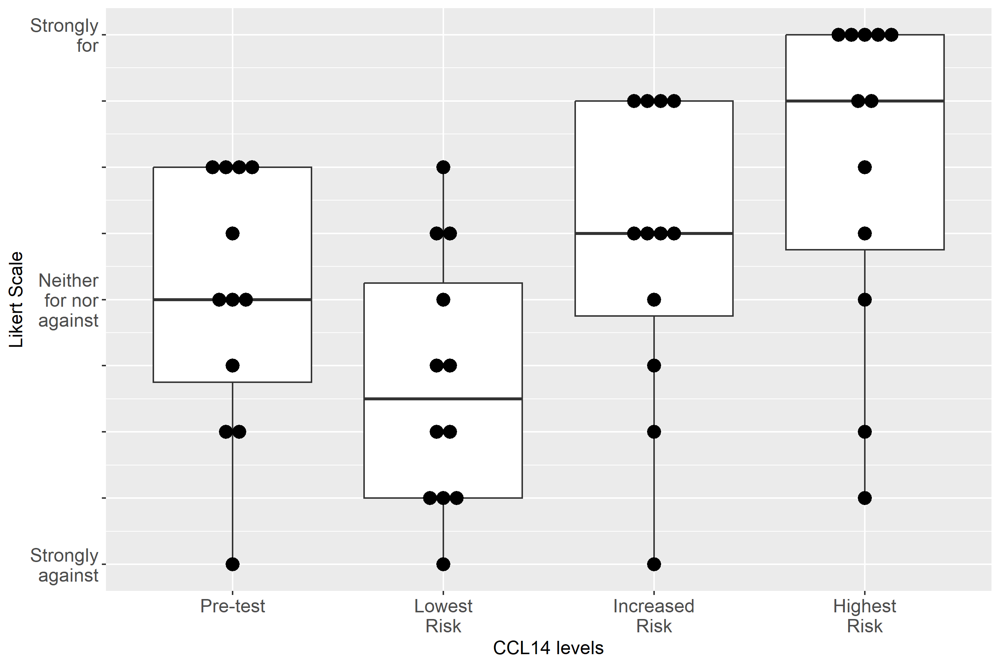 Strongly
for
Neither
for nor
against
Strongly
against
Likert Scale
Pre-test
Lowest
Risk
Increased
Risk
Highest
Risk
CCL14 levels